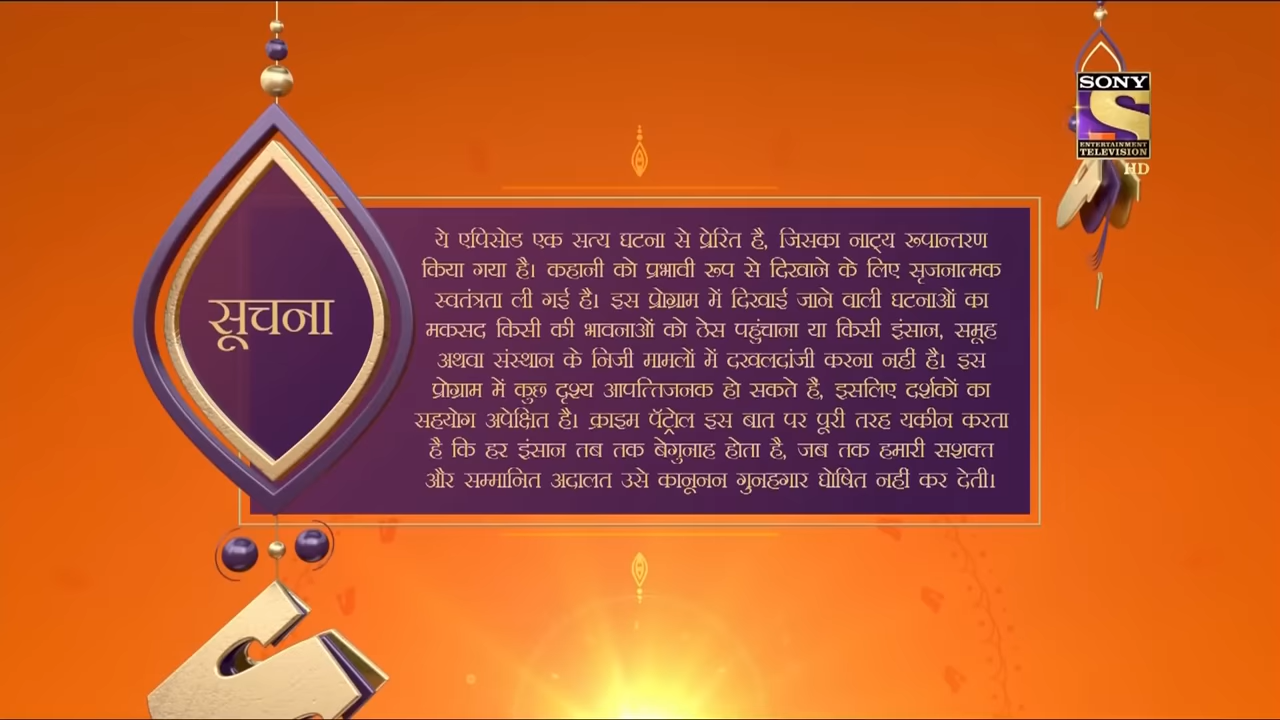 सूचना
ये एपिसोड एक सत्य घटना से प्रेरित है, जिसका नाट्य रूपान्तरण
किया गया है। कहानी को प्रभावी रूप से दिखाने के लिए सृजनात्मक
स्वतंत्रता ली गई है। इस प्रोग्राम में दिखाई जाने वाली घटनाओं का
मकसद किसी की भावनाओं को ठेस पहुंचाना या किसी इंसान, समूह
अथवा संस्थान के निजी मामलों में दखलदांजी करना नहीं है। इस
प्रोग्राम में कुछ दृश्य आपत्तिजनक हो सकते हैं, इसलिए दर्शकों का
सहयोग अपेक्षित है। क्राइम पॅट्रोल इस बात पर पूरी तरह यकीन करता
है कि हर इंसान तब तक बेगुनाह होता है, जब तक हमारी सशक्त
और सम्मानित अदालत उसे कानूनन गुनहगार घोषित नहीं कर देती।
SONY
ENTERTAINMENT
TELEVISION
HD